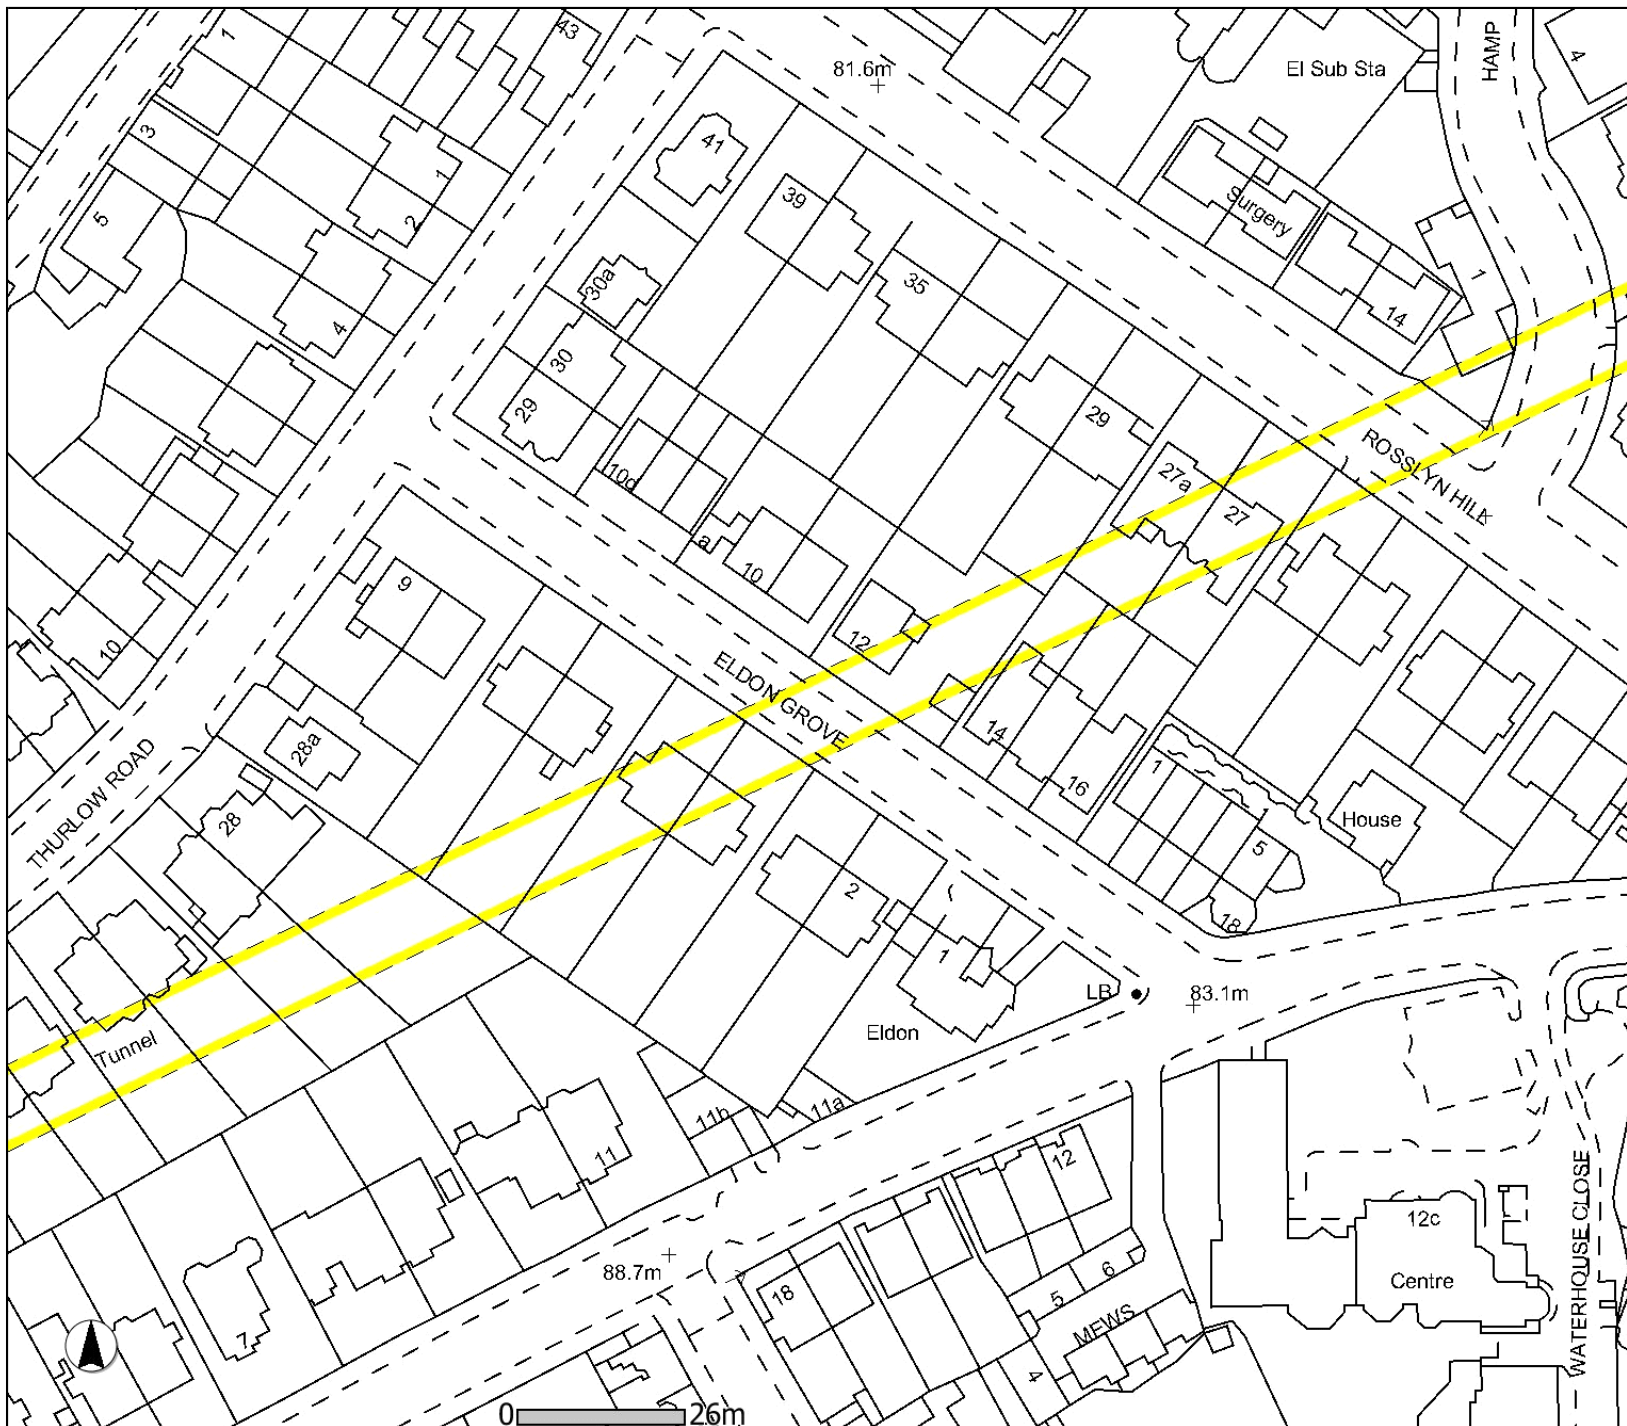 1
43
81.6m
El Sub Sta
HAMP
4
3
41
1
5
2
39
Surgery
30a
35
1
4
14
30
29
29
ROSSLYN HILL
10d
27a
27
a
10
9
12
10
ELDON GROVE
14
28a
1
16
THURLOW ROAD
28
House
5
2
18
1
LB
83.1m
Eldon
Tunnel
11b
11a
11
12
WATERHOUSE CLOSE
12c
88.7m
6
Centre
18
5
7
MEWS
4
0 26m